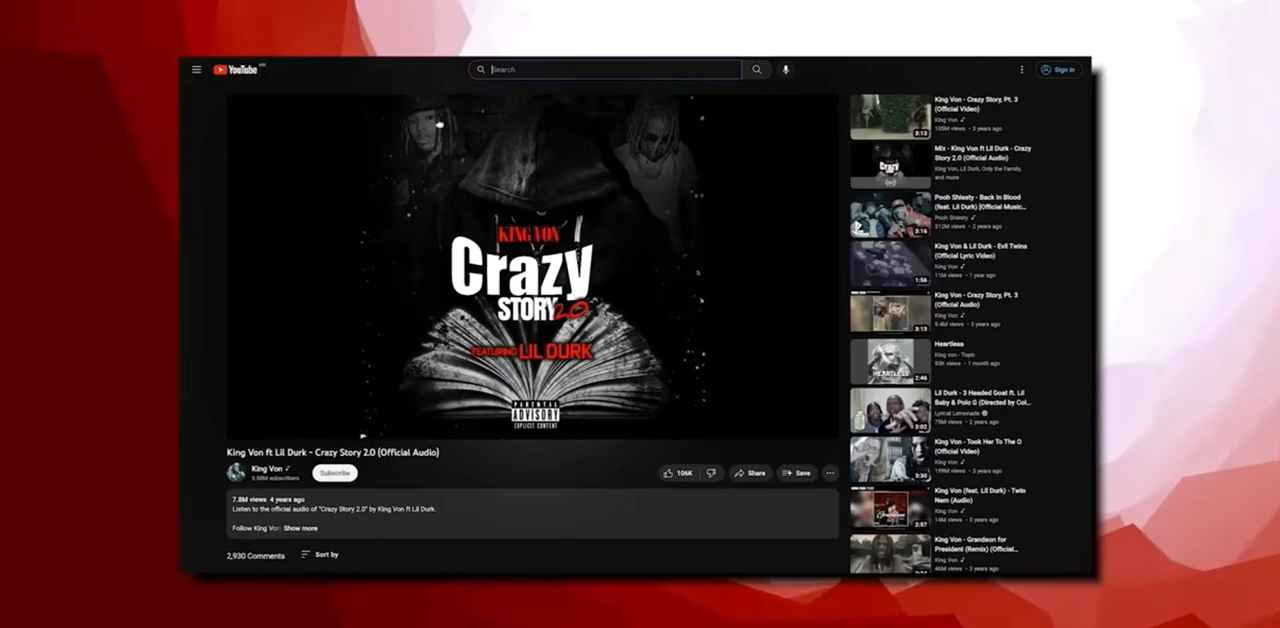 YouTube
Search
Sign in
KING VON
Crazy
STORY 2.0
FEATURING LIL DURK
PARENTAL
ADVISORY
EXPLICIT CONTENT
King Von ft Lil Durk - Crazy Story 2.0 (Official Audio)
King Von
subscribers
Subscribe
106K
Share
Save
7.8M views 4 years ago
Listen to the official audio of "Crazy Story 2.0" by King Von ft Lil Durk.
Follow King Von Show more
2,930 Comments
Sort by
King Von - Crazy Story, Pt. 3
(Official Video)
King Von
105M views • 3 years ago
3:13
Mix - King Von ft Lil Durk - Crazy
Story 2.0 (Official Audio)
King Von, Lil Durk, Only the Family,
and more
Crazy
Pooh Shiesty - Back In Blood
(feat. Lil Durk) [Official Music...
Pooh Shiesty
312M views • 2 years ago
3:16
King Von & Lil Durk - Evil Twins
(Official Lyric Video)
King Von
11M views • 1 year ago
1:56
King Von - Crazy Story, Pt. 3
(Official Audio)
King Von
3 years ago
3:13
Heartless
King von - Topic
1 month ago
HEARTLESS
2:46
Lil Durk - 3 Headed Goat ft. Lil
Baby & Polo G (Directed by Col...
Lyrical Lemonade
2 years ago
3:02
King Von - Took Her To The O
(Official Video)
King Von
199M views • 3 years ago
3:30
King Von (feat. Lil Durk) - Twin
Nem (Audio)
King Von
14M views • 3 years ago
2:57
King Von - Grandson for
President (Remix) (Official...
King Von
46M views • 3 years ago